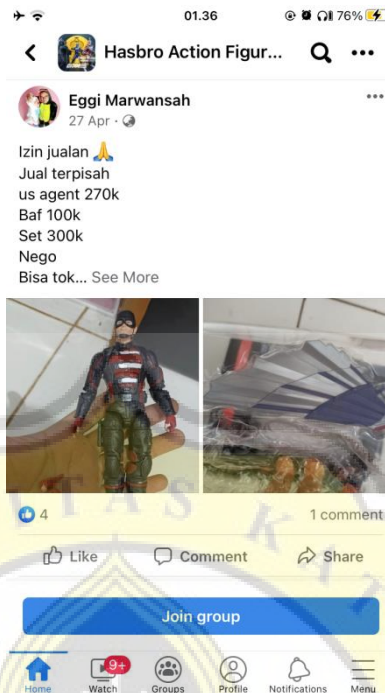 01.36
76%
Hasbro Action Figur...
Eggi Marwansah
27 Apr ·
Izin jualan 🙏
Jual terpisah
us agent 270k
Baf 100k
Set 300k
Nego
Bisa tok... See More
4
1 comment
Like
Comment
Share
Join group
9+
Home
Watch
Groups
Profile
Notifications
Menu